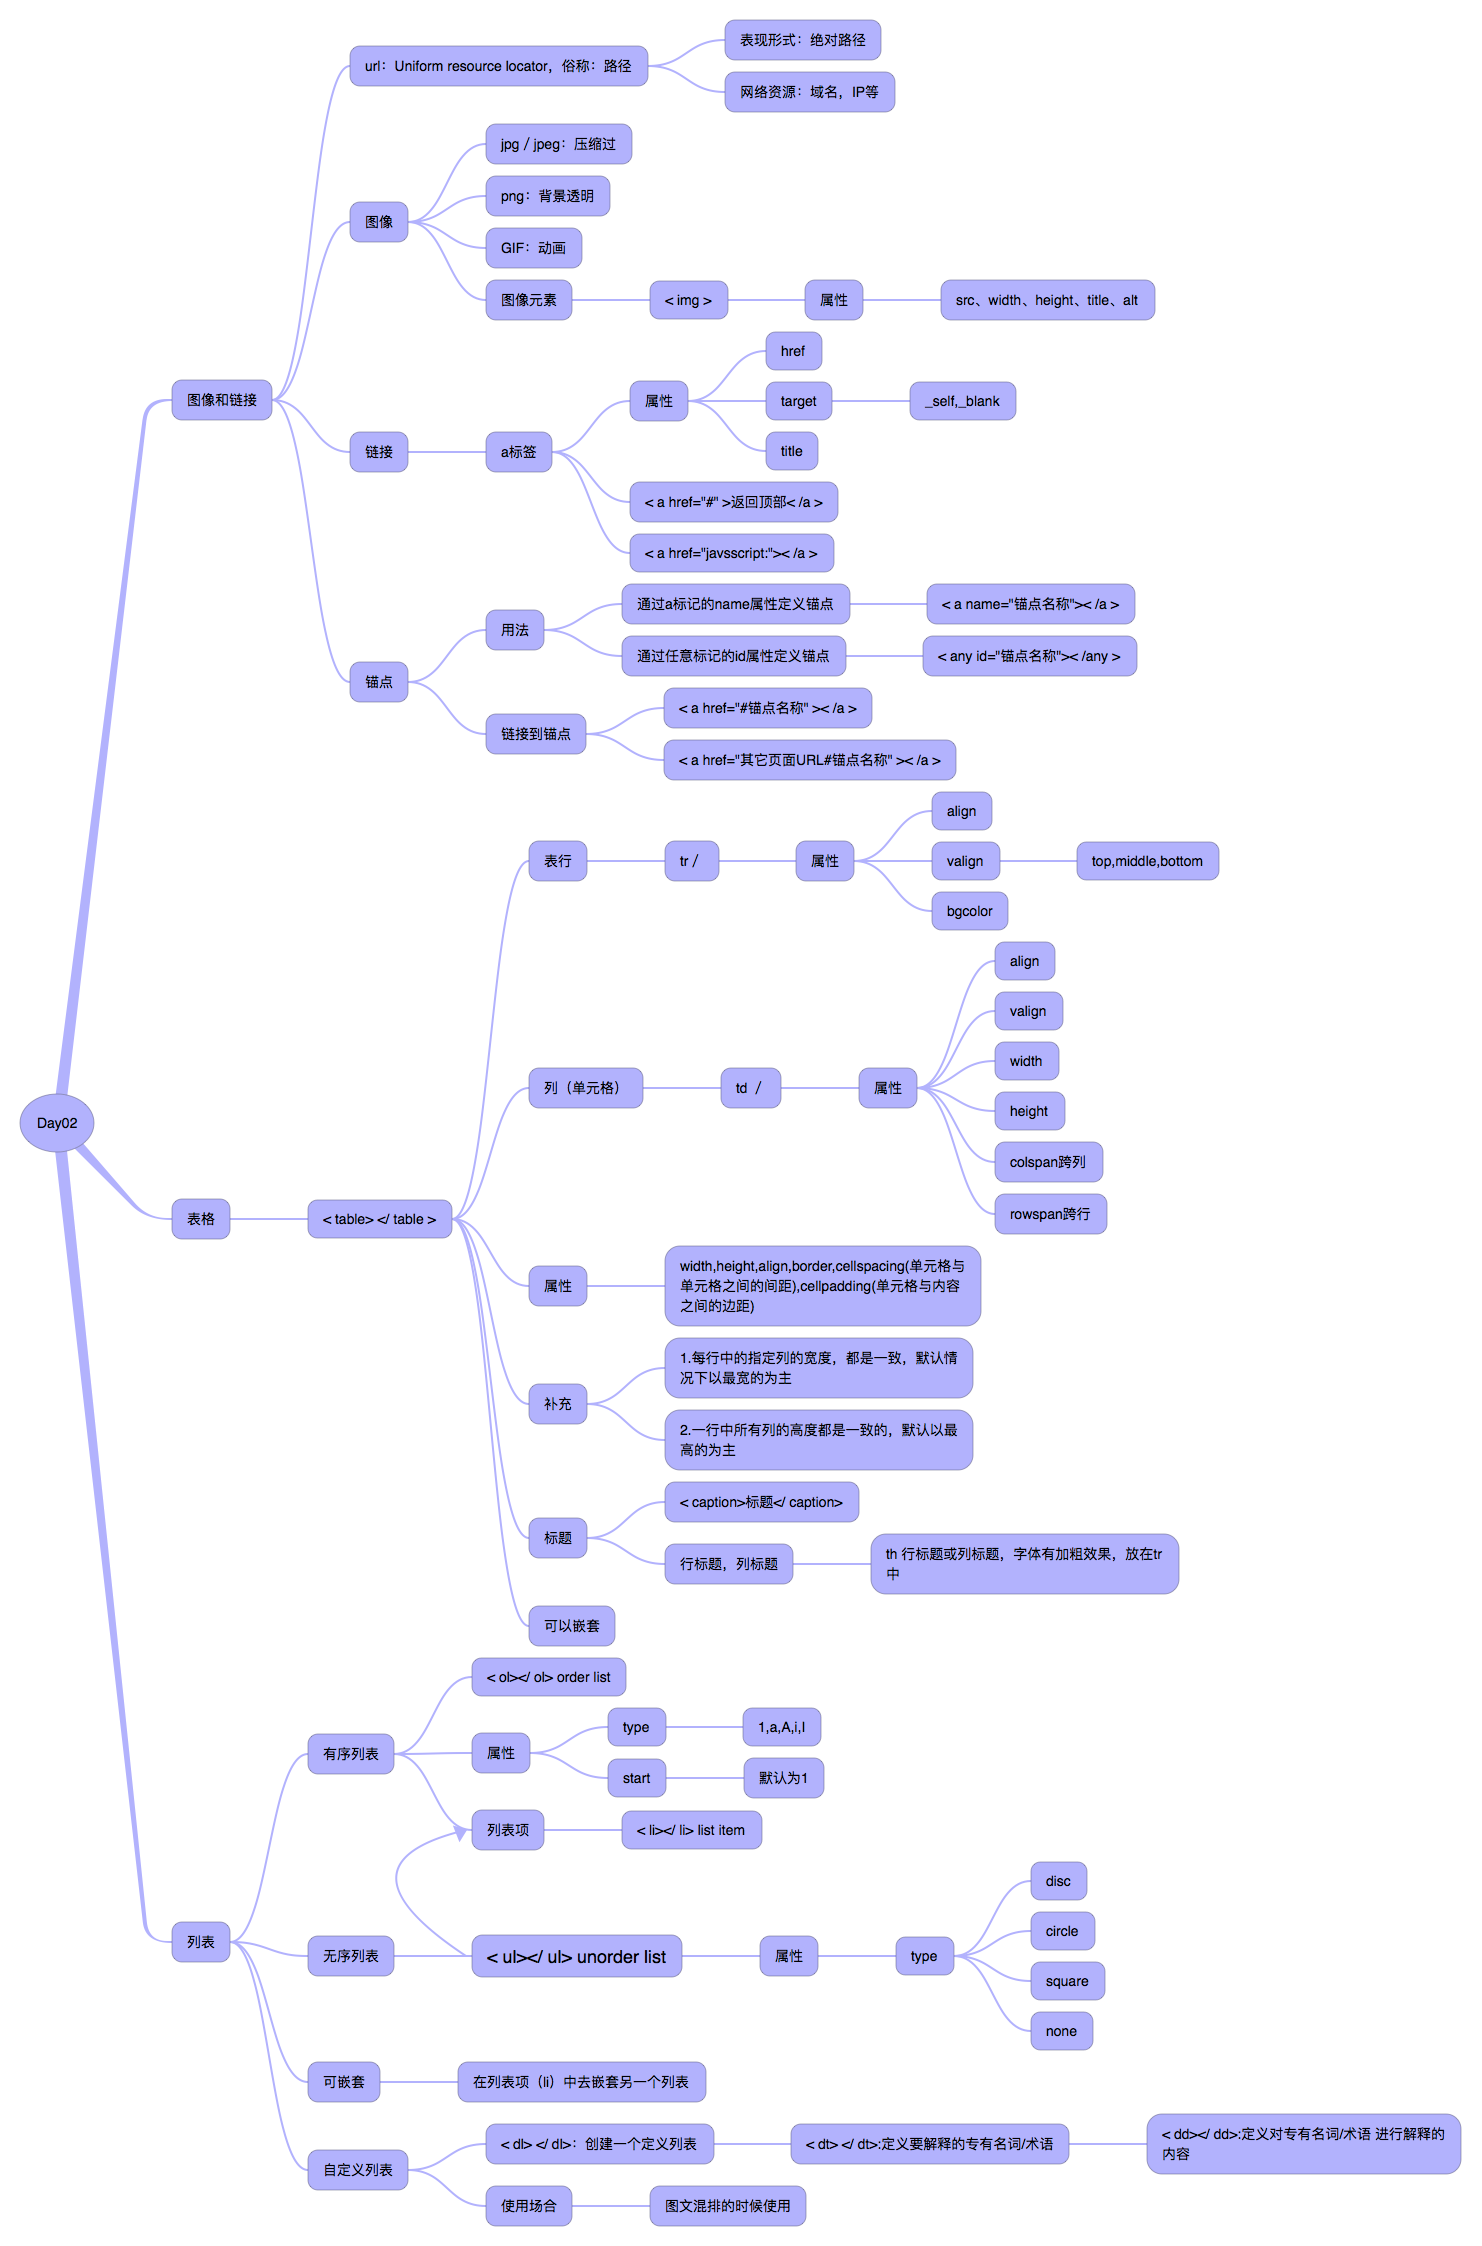 表现形式：绝对路径
url：Uniform resource locator，俗称：路径
网络资源：域名，IP等
jpg / jpeg：压缩过
png：背景透明
图像
GIF：动画
图像元素
< img >
属性
src、width、height、title、alt
href
图像和链接
属性
target
_self,_blank
链接
a标签
title
< a href="#" >返回顶部< /a >
< a href="javsscript:">< /a >
用法
通过a标记的name属性定义锚点
< a name="锚点名称">< /a >
通过任意标记的id属性定义锚点
< any id="锚点名称">< /any >
锚点
链接到锚点
< a href="#锚点名称" >< /a >
< a href="其它页面URL#锚点名称" >< /a >
align
表行
tr /
属性
valign
top,middle,bottom
bgcolor
align
valign
width
列（单元格）
td /
属性
height
colspan跨列
rowspan跨行
Day02
表格
< table> </ table >
属性
width,height,align,border,cellspacing(单元格与
单元格之间的间距),cellpadding(单元格与内容
之间的边距)
补充
1.每行中的指定列的宽度，都是一致，默认情
况下以最宽的为主
2.一行中所有列的高度都是一致的，默认以最
高的为主
标题
< caption>标题</ caption>
行标题，列标题
th 行标题或列标题，字体有加粗效果，放在tr
中
可以嵌套
< ol></ ol> order list
有序列表
属性
type
1,a,A,i,I
start
默认为1
列表项
< li></ li> list item
列表
disc
circle
无序列表
< ul></ ul> unorder list
属性
type
square
none
可嵌套
在列表项（li）中去嵌套另一个列表
自定义列表
< dl> </ dl>：创建一个定义列表
< dt> </ dt>:定义要解释的专有名词/术语
< dd></ dd>:定义对专有名词/术语 进行解释的
内容
使用场合
图文混排的时候使用